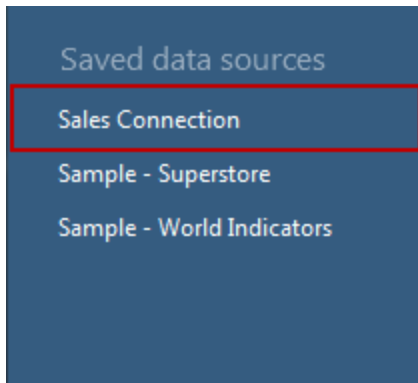 Saved data sources
Sales Connection
Sample - Superstore
Sample - World Indicators